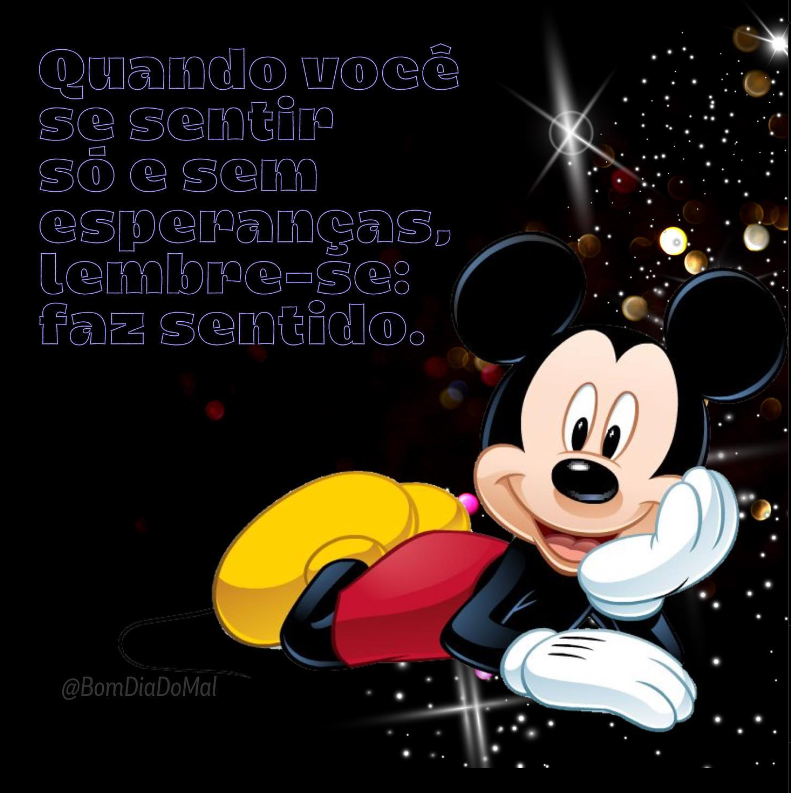 Quando você
se sentir
só e sem
esperanças,
lembre-se:
faz sentido.
@BomDiaDoMal